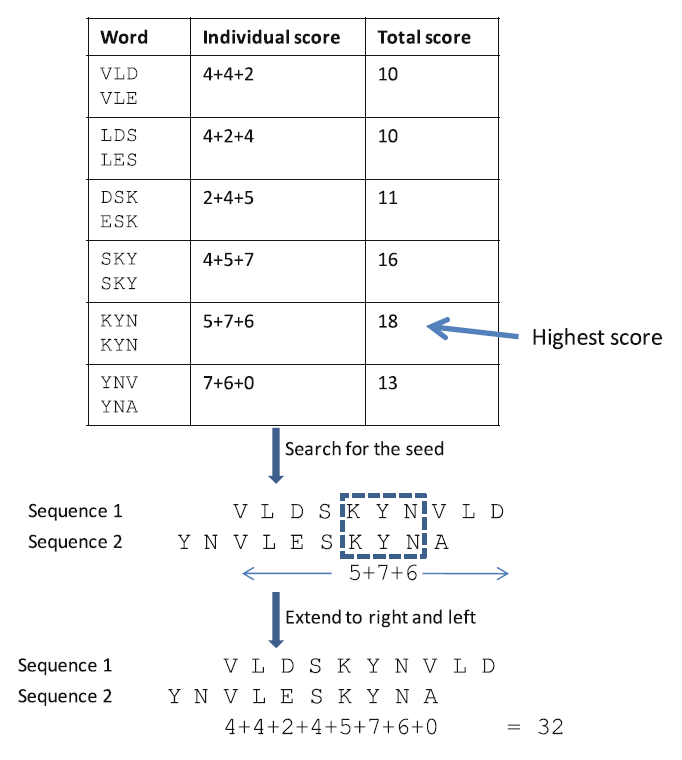 Word Individual score Total score
VLD 4+4+2 10
VLE
LDS 4+2+4 10
LES
DSK 2+4+5 11
ESK
SKY 4+5+7 16
SKY
KYN 5+7+6 18
KYN
Highest score
YNV 7+6+0 13
YNA
Search for the seed
Sequence 1 V L D S K Y N V L D
Sequence 2 Y N V L E S K Y N A
5+7+6
Extend to right and left
Sequence 1 V L D S K Y N V L D
Sequence 2 Y N V L E S K Y N A
4+4+2+4+5+7+6+0 = 32